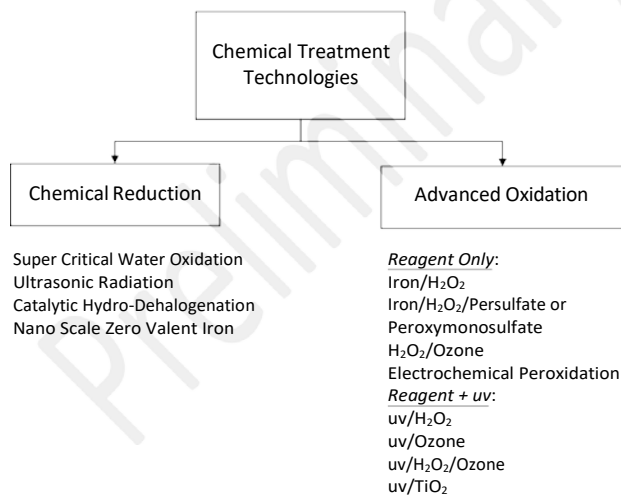 Chemical Treatment
Technologies
Chemical Reduction
Advanced Oxidation
Super Critical Water Oxidation
Ultrasonic Radiation
Catalytic Hydro-Dehalogenation
Nano Scale Zero Valent Iron
Reagent Only:
Iron/H₂O₂
Iron/H₂O₂/Persulfate or
Peroxymonosulfate
H₂O₂/Ozone
Electrochemical Peroxidation
Reagent + uv:
uv/H₂O₂
uv/Ozone
uv/H₂O₂/Ozone
uv/TiO₂
Preliminar